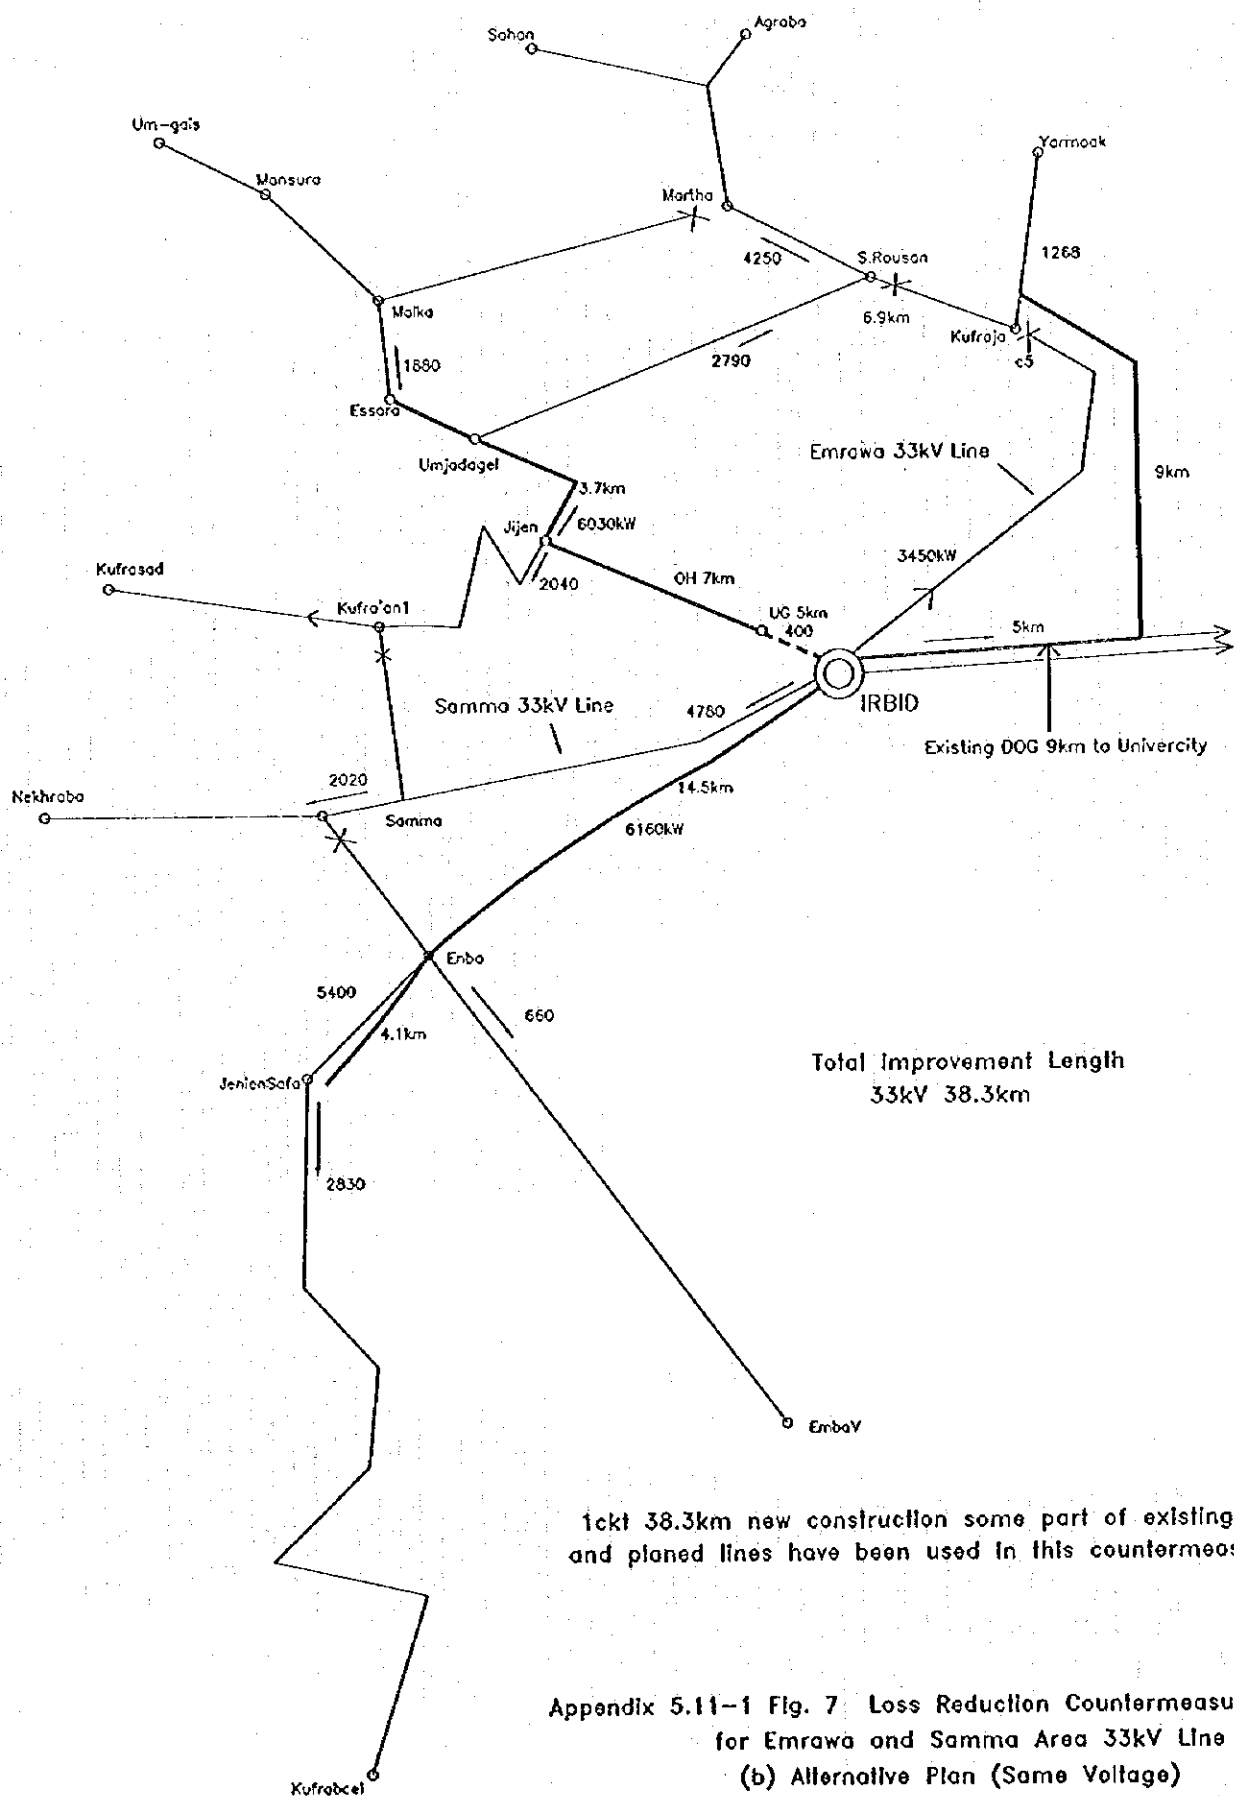 Agraba
Sahan
Um-gais
Yarmoak
Mansura
Martha
1268
4250
S.Rousan
Malka
6.9km
Kufraja
c5
1880
2790
Essara
Umjadagel
Emrawa 33kV Line
9km
3.7km
Jijen
6030kW
3450kW
Kufrasad
2040
OH 7km
Kufra'an1
UG 5km
400
5km
Samma 33kV Line
4780
IRBID
Existing DOG 9km to Univercity
2020
Nekhraba
14.5km
Samma
6160kW
Enba
5400
660
4.1km
Total Improvement Length
33kV 38.3km
JenienSafa
2830
EmbaV
1ckt 38.3km new construction some part of existing
and planed lines have been used in this countermeas
Appendix 5.11-1 Fig. 7 Loss Reduction Countermeasu
for Emrawa and Samma Area 33kV Line
(b) Alternative Plan (Same Voltage)
Kufrabcel